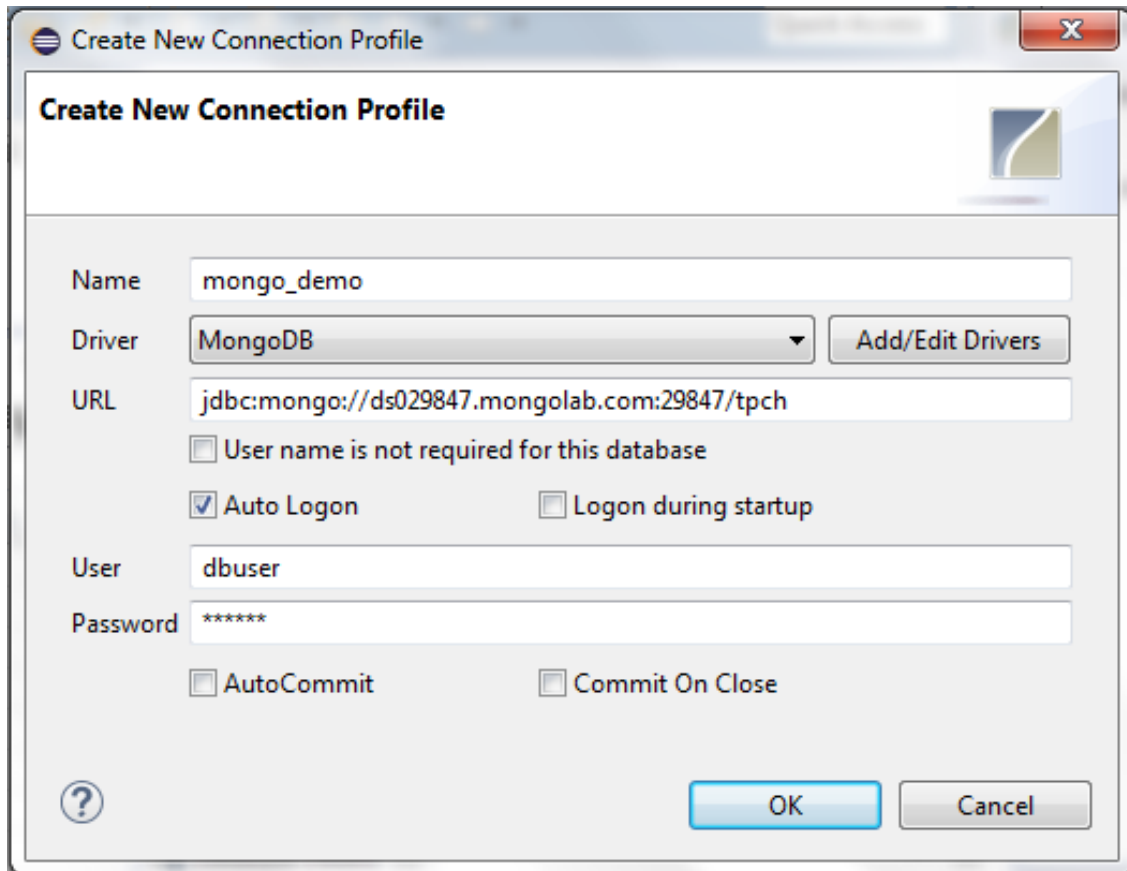 Create New Connection Profile
Create New Connection Profile
Name mongo_demo
Driver MongoDB Add/Edit Drivers
URL jdbc:mongo://ds029847.mongolab.com:29847/tpch
User name is not required for this database
Auto Logon Logon during startup
User dbuser
Password ******
AutoCommit Commit On Close
? OK Cancel